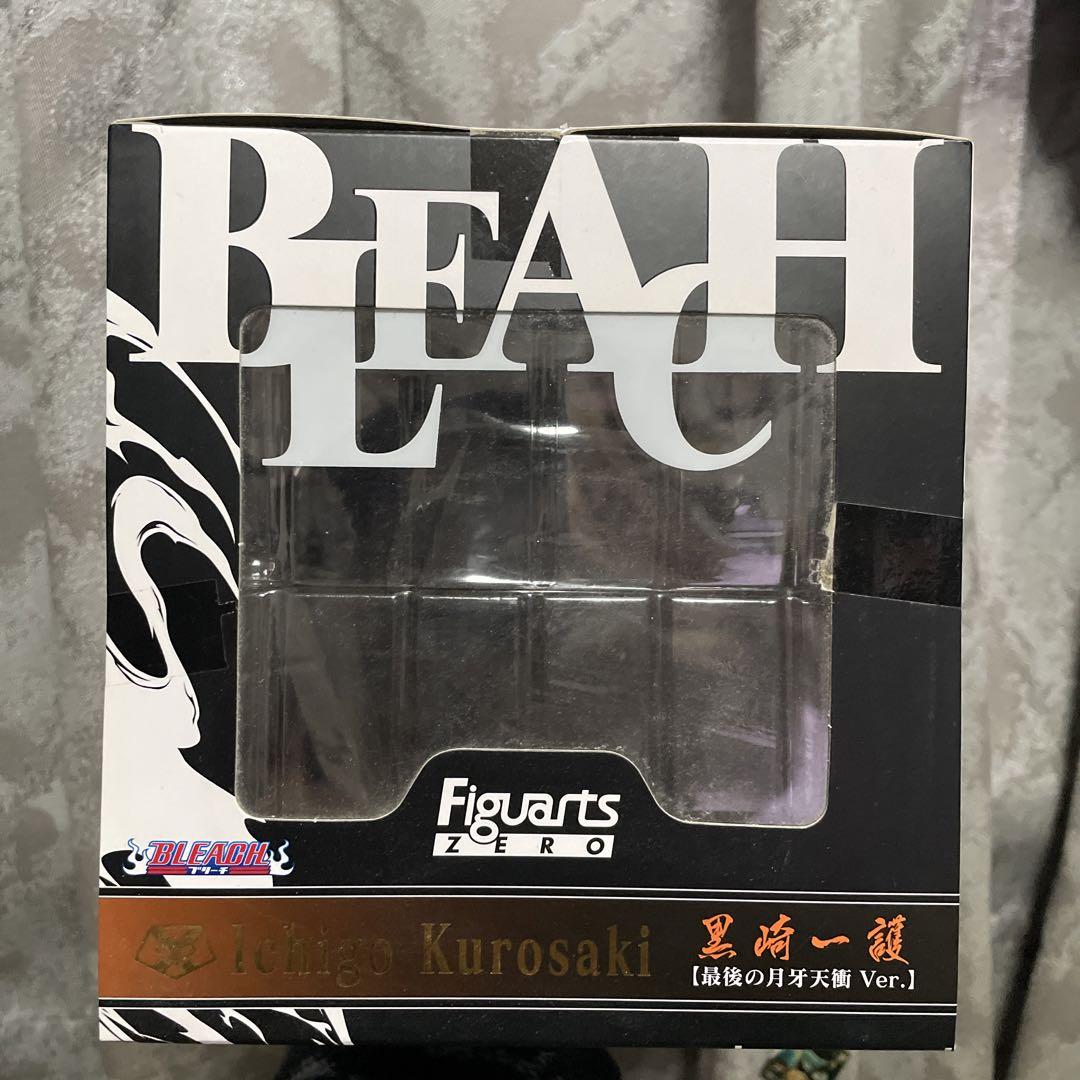 BLEACH
Figuarts
ZERO
BLEACH
ブリーチ
Ichigo Kurosaki
黒崎一護
【最後の月牙天衝 Ver.】